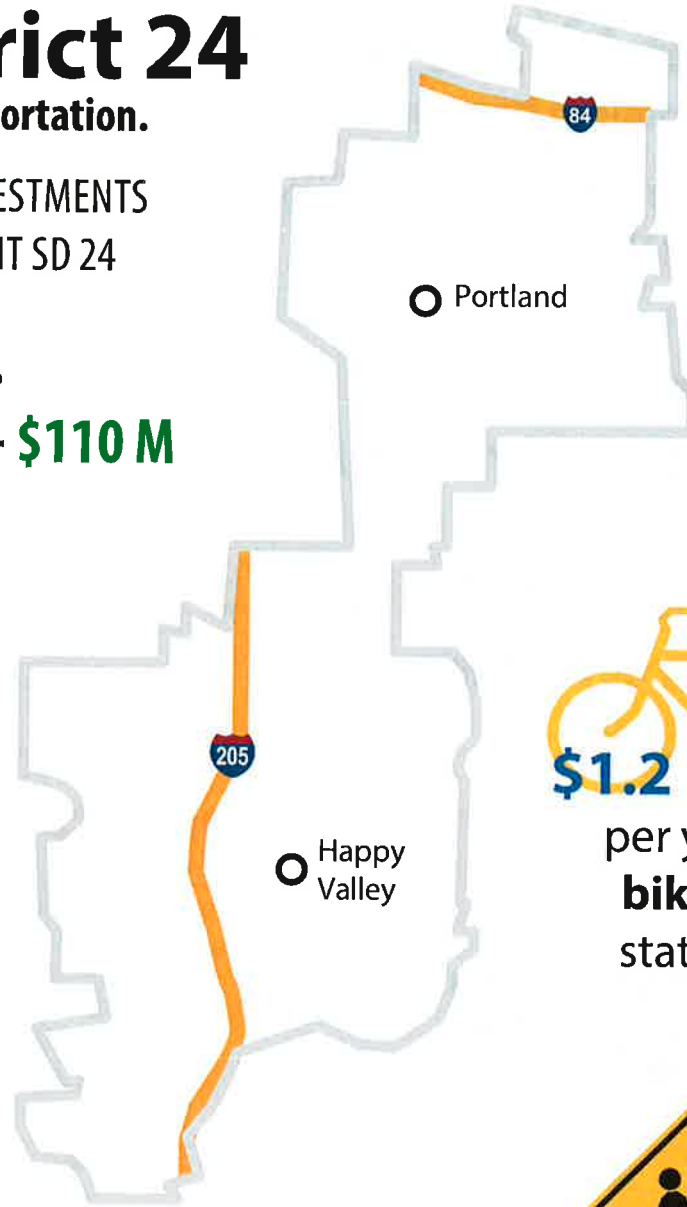 rict 24
ortation.
ESTMENTS
IT SD 24
- $110 M
84
Portland
205
Happy
Valley
$1.2
per y
bik
stat